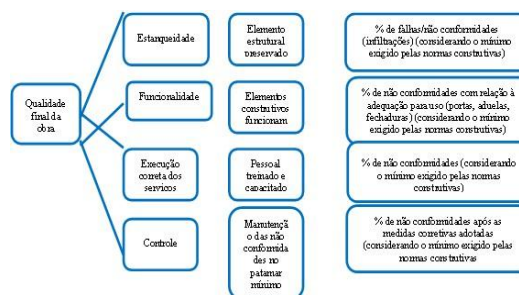 Qualidade
final da
obra
Estanqueidade
Elemento
estrutural
preservado
% de falhas/não conformidades
(infiltrações) (considerando o mínimo
exigido pelas normas construtivas)
Funcionalidade
Elementos
construtivos
funcionam
% de não conformidades com relação à
adequação para uso (portas, aduelas,
fechaduras) (considerando o mínimo
exigido pelas normas construtivas)
Execução
correta dos
servicos
Pessoal
treinado e
capacitado
% de não conformidades (considerando
o mínimo exigido pelas normas
construtivas)
Controle
Manutençã
o das não
conformida
des no
patamar
mínimo
% de não conformidades após as
medidas corretivas adotadas
(considerando o mínimo exigido pelas
normas construtivas